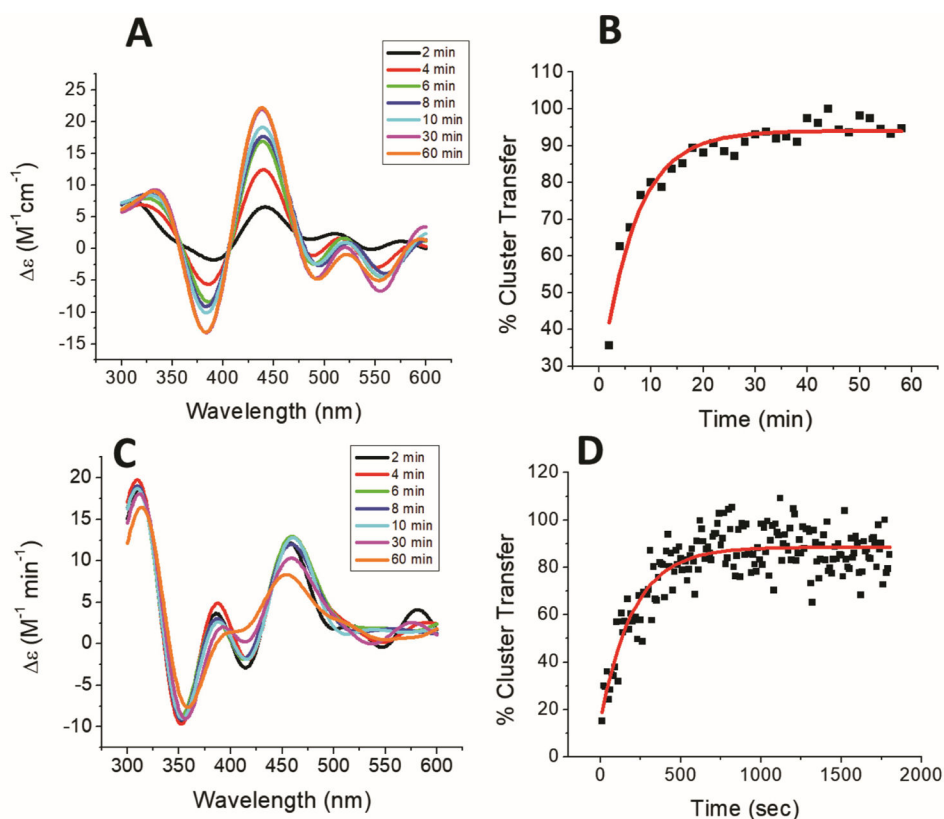 A
2 min
4 min
6 min
8 min
10 min
30 min
60 min
25
20
15
10
5
0
-5
-10
-15
Δε (M⁻¹cm⁻¹)
300 350 400 450 500 550 600
Wavelength (nm)
B
110
100
90
80
70
60
50
40
30
% Cluster Transfer
0 10 20 30 40 50 60
Time (min)
C
2 min
4 min
6 min
8 min
10 min
30 min
60 min
20
15
10
5
0
-5
-10
Δε (M⁻¹ min⁻¹)
300 350 400 450 500 550 600
Wavelength (nm)
D
120
100
80
60
40
20
0
% Cluster Transfer
0 500 1000 1500 2000
Time (sec)